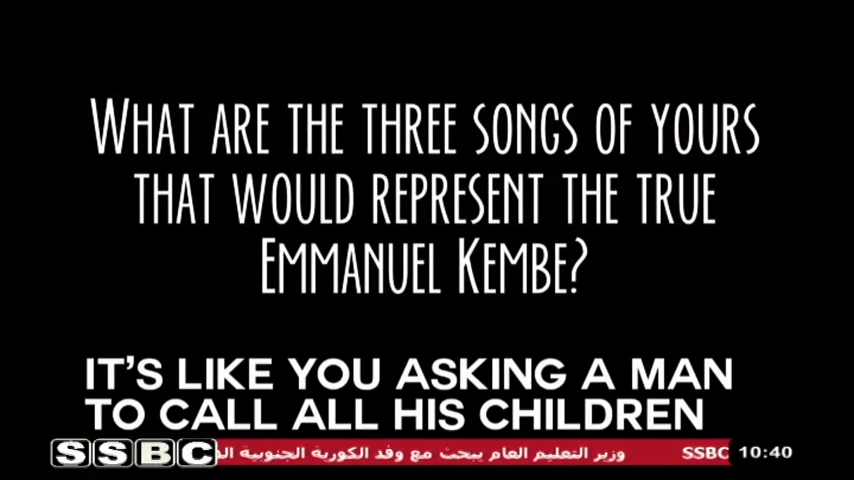 WHAT ARE THE THREE SONGS OF YOURS
THAT WOULD REPRESENT THE TRUE
EMMANUEL KEMBE?
IT'S LIKE YOU ASKING A MAN
TO CALL ALL HIS CHILDREN
SSBC وزير التعليم العام يبحث مع وفد الكورية الجنوبية SSBC 10:40